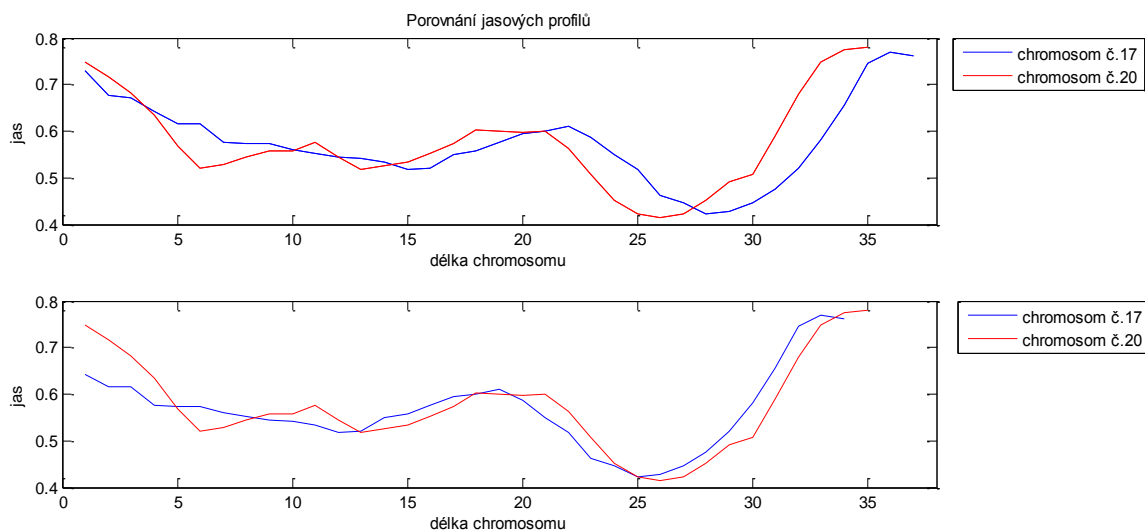 Porovnání jasových profilů
0.8
0.7
0.6
0.5
0.4
jas
0 5 10 15 20 25 30 35
délka chromosomu
chromosom č.17
chromosom č.20
0.8
0.7
0.6
0.5
0.4
jas
0 5 10 15 20 25 30 35
délka chromosomu
chromosom č.17
chromosom č.20